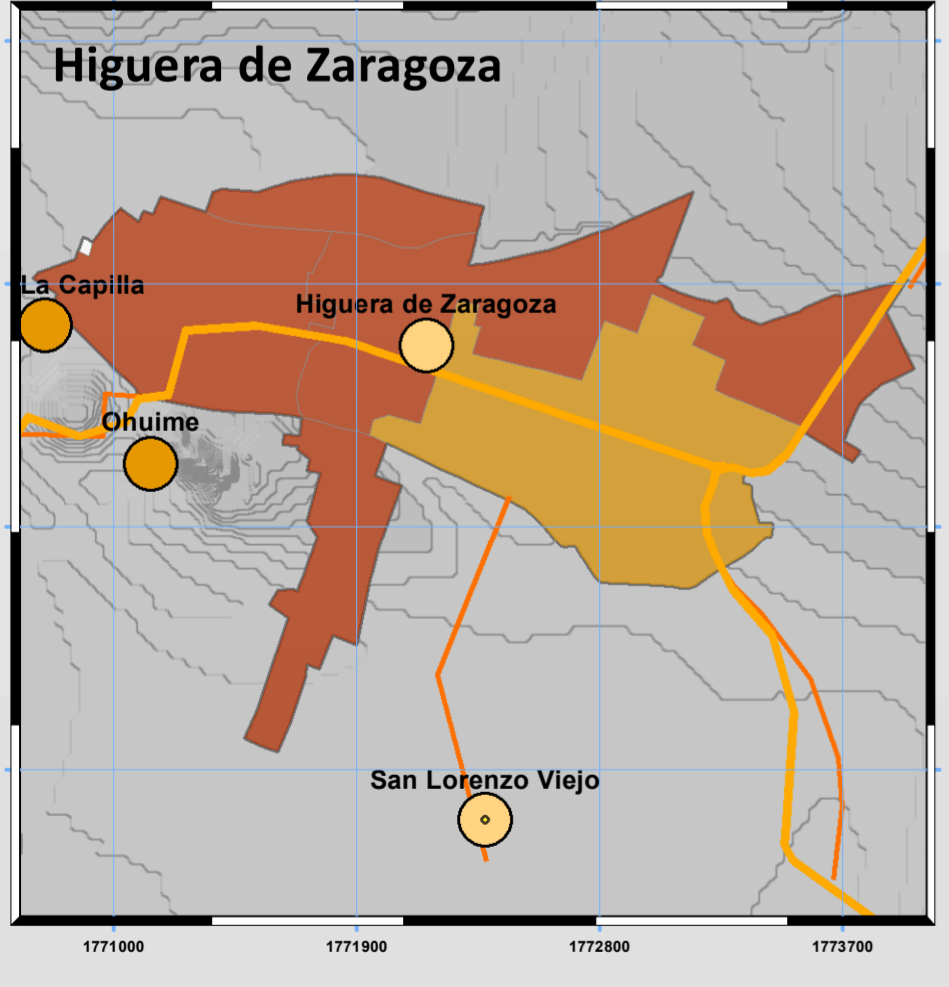 Higuera de Zaragoza
La Capilla
Higuera de Zaragoza
Ohuime
San Lorenzo Viejo
1771000 1771900 1772800 1773700